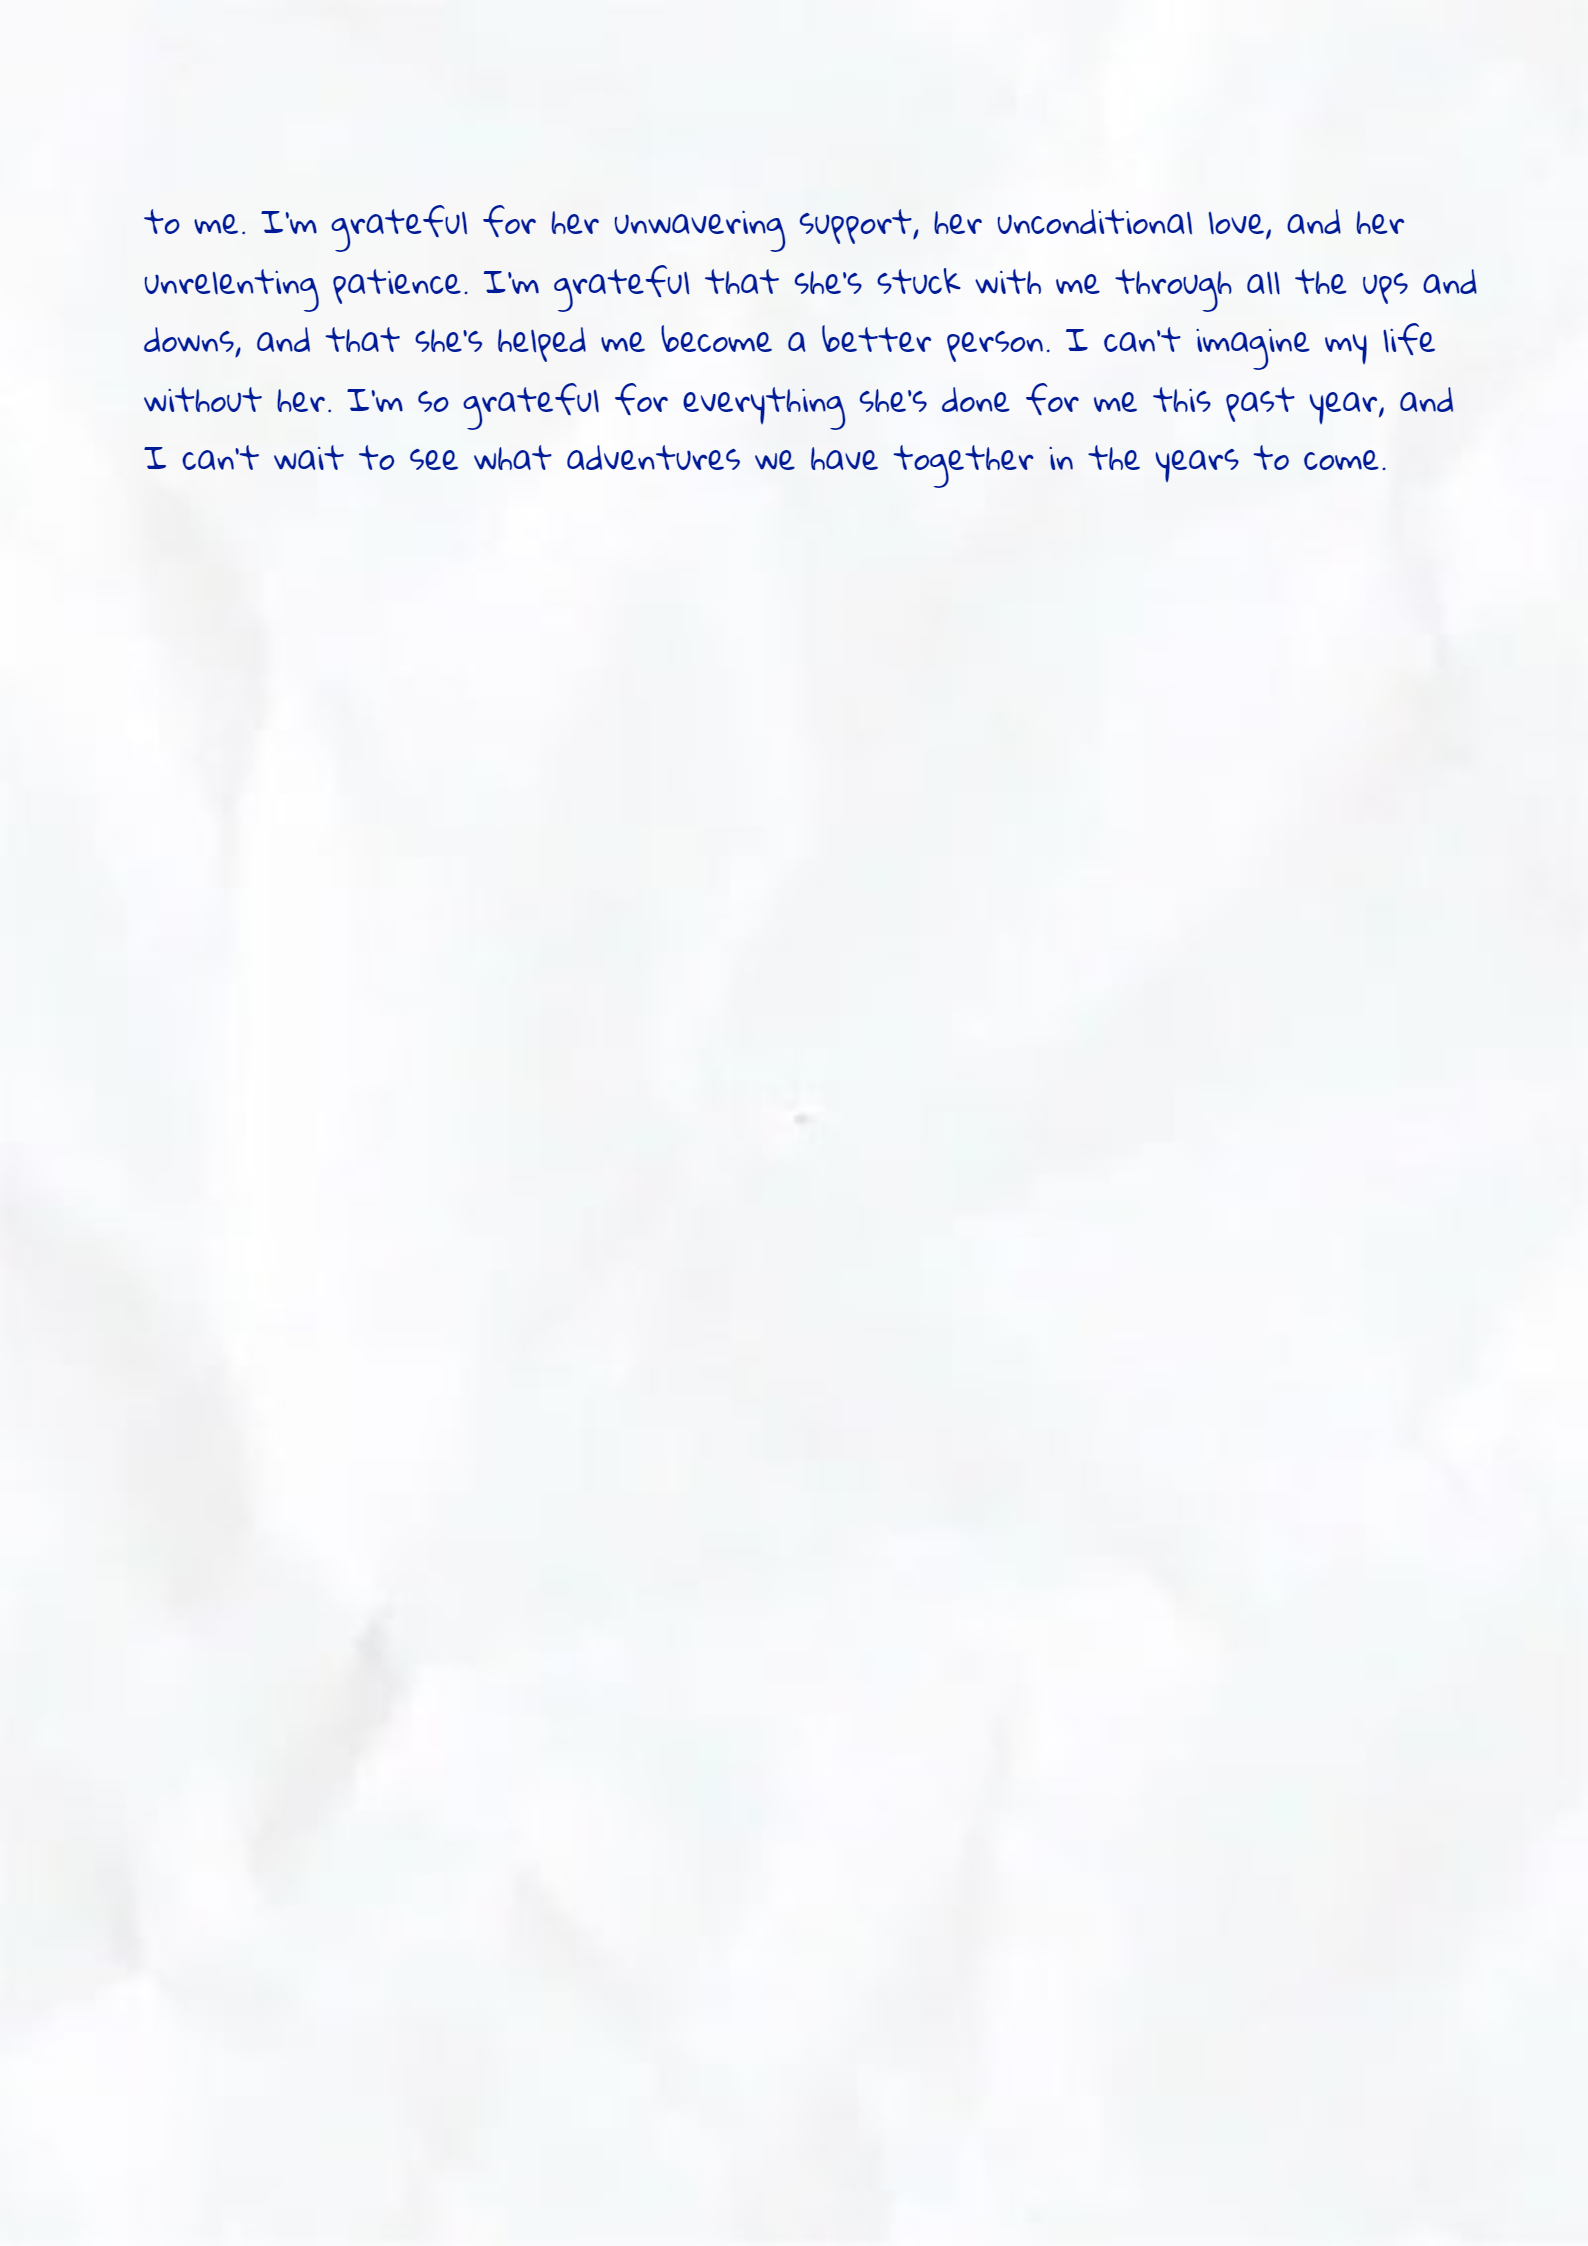 to me. I'm grateful for her unwavering support, her unconditional love, and her
unrelenting patience. I'm grateful that she's stuck with me through all the ups and
downs, and that she's helped me become a better person. I can't imagine my life
without her. I'm so grateful for everything she's done for me this past year, and
I can't wait to see what adventures we have together in the years to come.